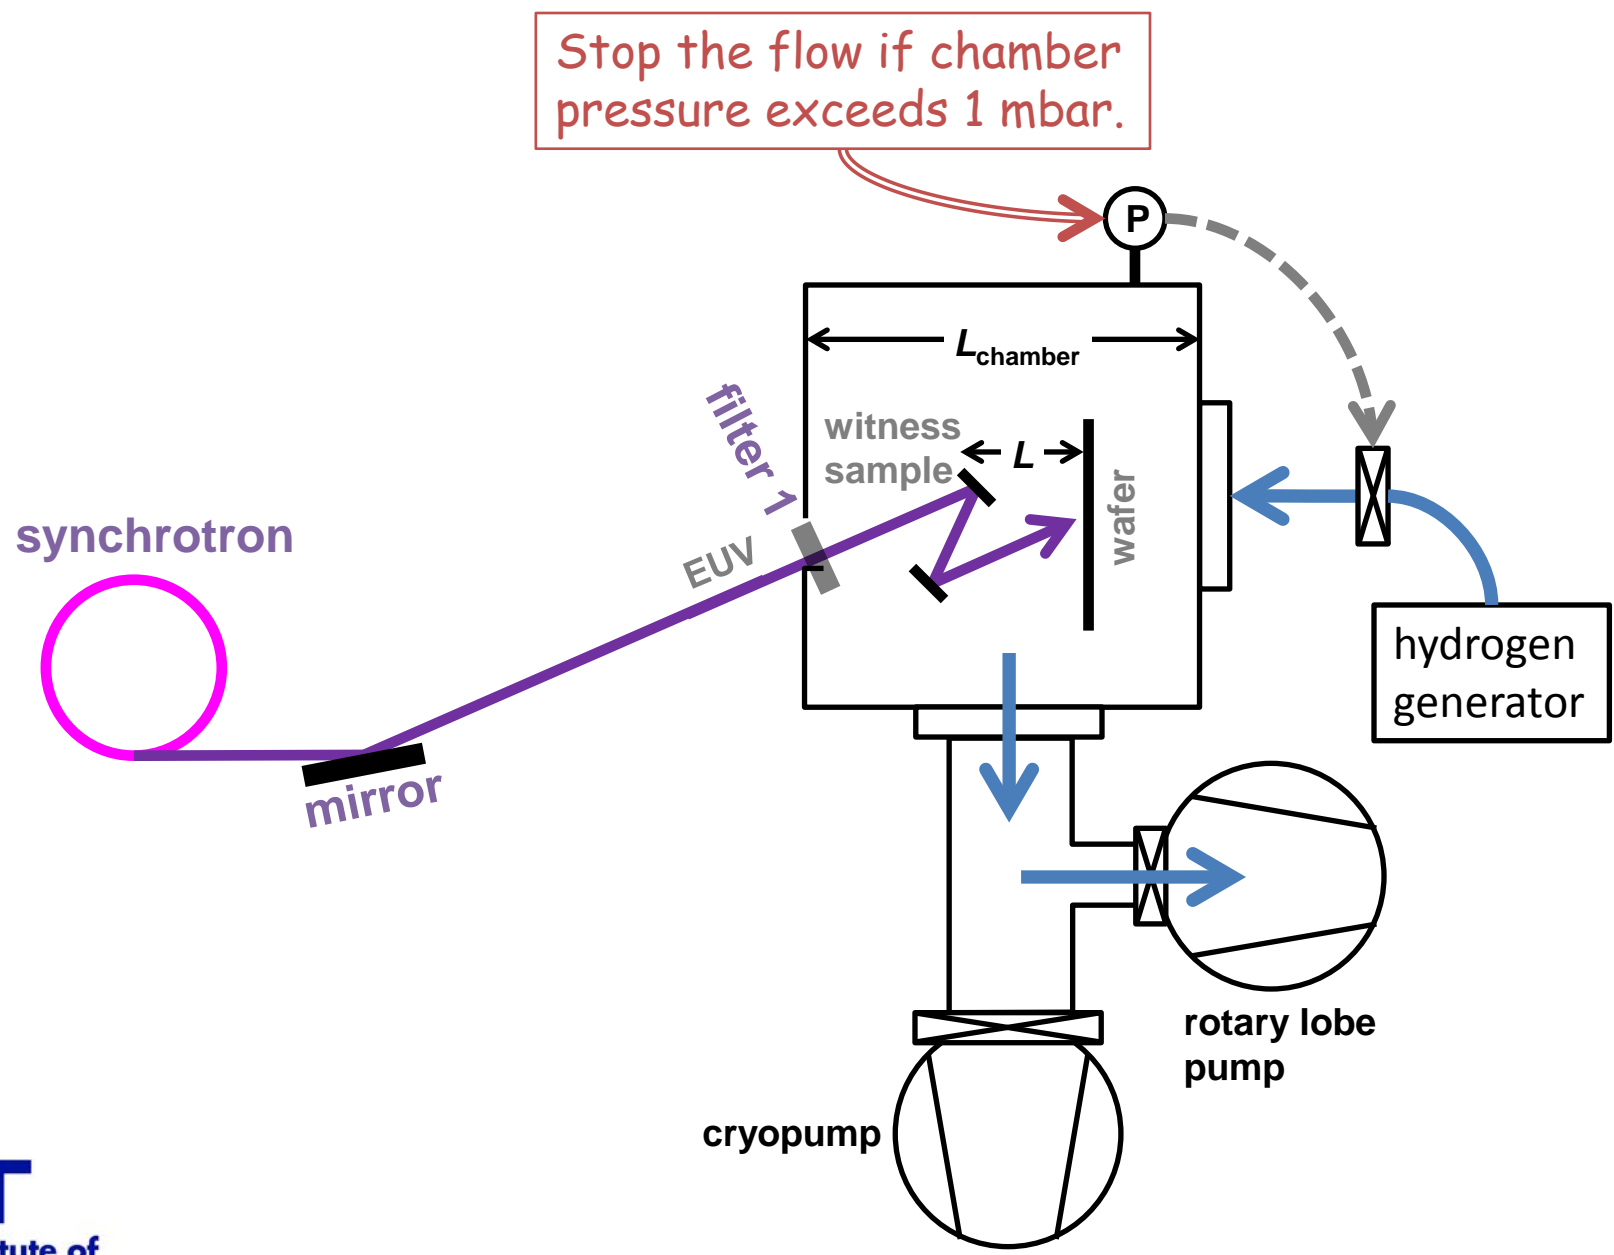 Stop the flow if chamber
pressure exceeds 1 mbar.
P
Lchamber
filter 1
witness
sample
L
wafer
EUV
synchrotron
mirror
hydrogen
generator
rotary lobe
pump
cryopump
of